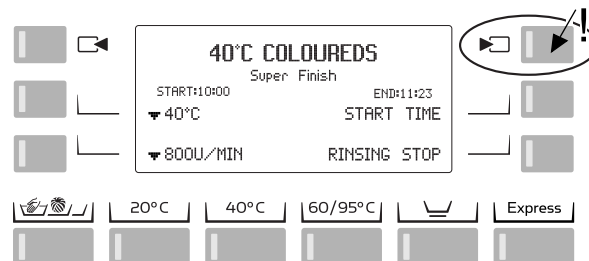 !
40°C COLOUREDS
Super Finish
START:10:00 END:11:23
40°C START TIME
800U/MIN RINSING STOP
20°C 40°C 60/95°C Express